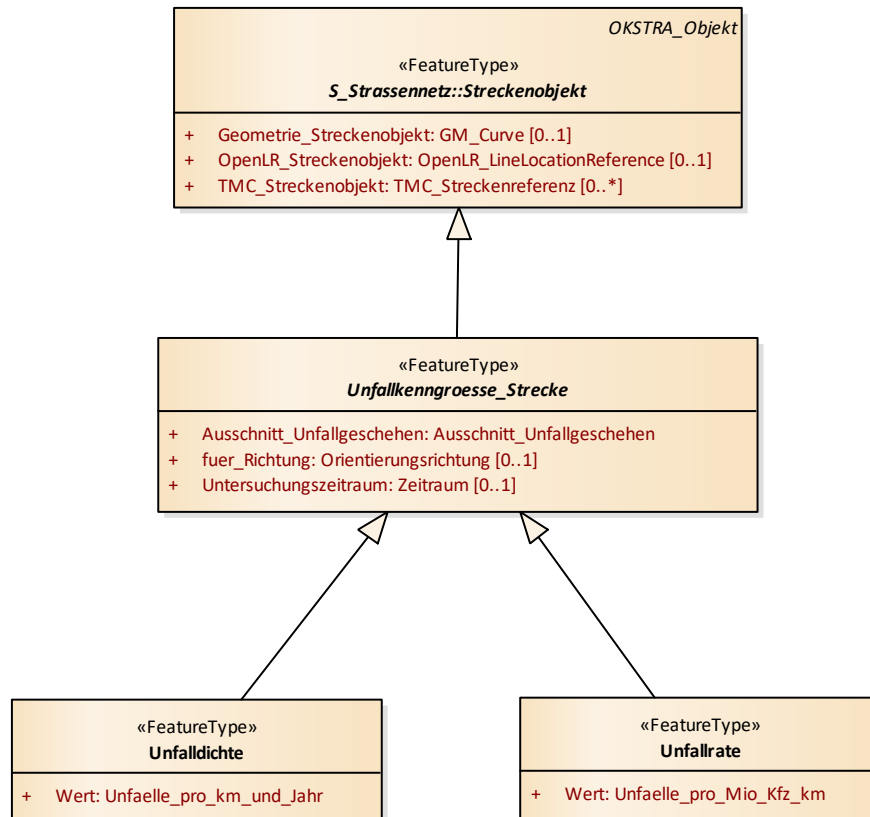 OKSTRA_Objekt
«FeatureType»
S_Strassennetz::Streckenobjekt
+ Geometrie_Streckenobjekt: GM_Curve [0..1]
+ OpenLR_Streckenobjekt: OpenLR_LineLocationReference [0..1]
+ TMC_Streckenobjekt: TMC_Streckenreferenz [0..*]
«FeatureType»
Unfallkenngroesse_Strecke
+ Ausschnitt_Unfallgeschehen: Ausschnitt_Unfallgeschehen
+ fuer_Richtung: Orientierungsrichtung [0..1]
+ Untersuchungszeitraum: Zeitraum [0..1]
«FeatureType»
Unfalldichte
+ Wert: Unfaelle_pro_km_und_Jahr
«FeatureType»
Unfallrate
+ Wert: Unfaelle_pro_Mio_Kfz_km